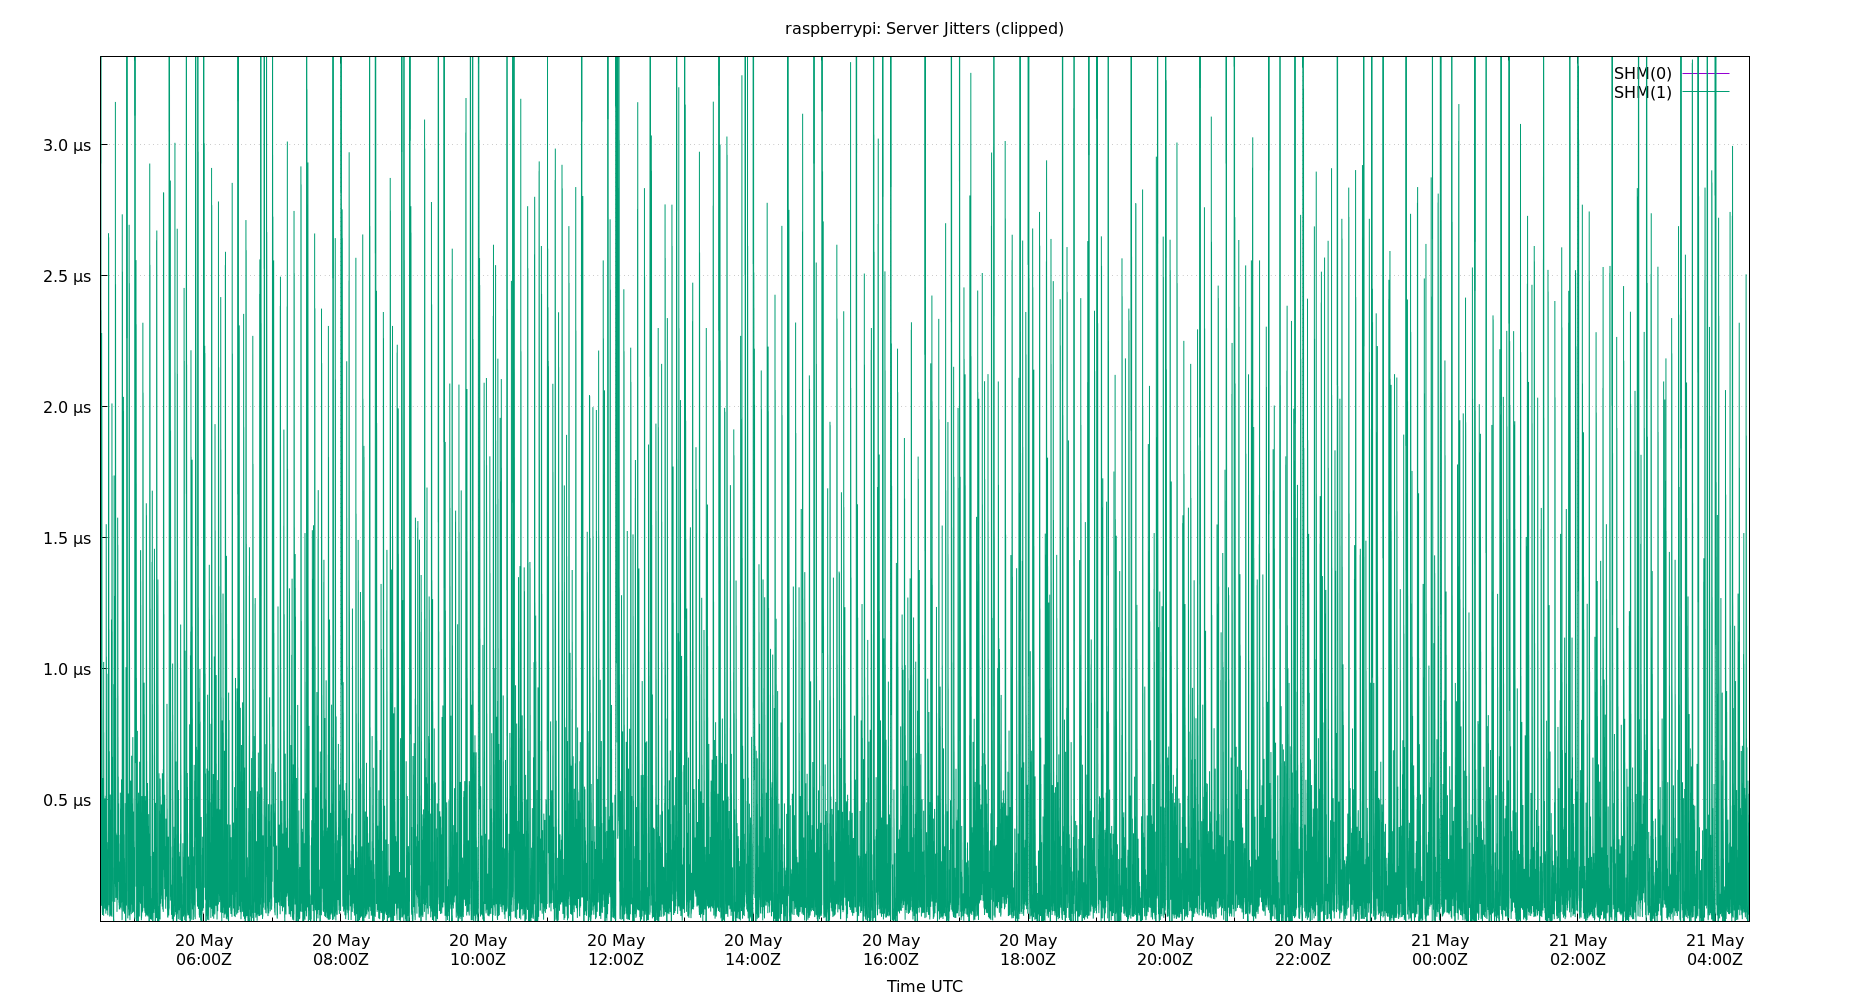 raspberrypi: Server Jitters (clipped)
SHM(0)
SHM(1)
3.0 µs
2.5 µs
2.0 µs
1.5 µs
1.0 µs
0.5 µs
20 May 20 May 20 May 20 May 20 May 20 May 20 May 20 May 20 May 21 May 21 May 21 May
06:00Z 08:00Z 10:00Z 12:00Z 14:00Z 16:00Z 18:00Z 20:00Z 22:00Z 00:00Z 02:00Z 04:00Z
Time UTC